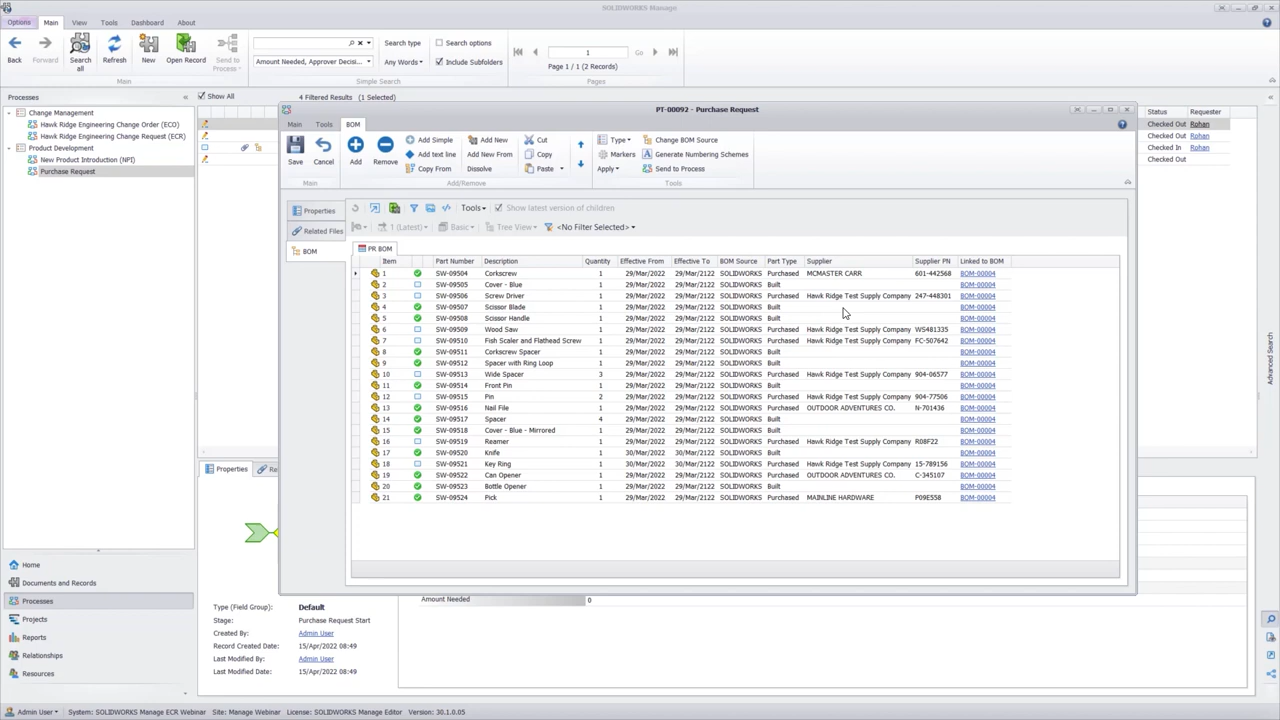 SOLIDWORKS Manage
Options Main View Tools Dashboard About
Back Forward Search all Refresh New Open Record Send to Process
Search type Search options
Amount Needed, Approver Decisi... Any Words Include Subfolders
1 Go
Page 1 / 1 (2 Records)
Main Simple Search Pages
Processes
Show All 4 Filtered Results (1 Selected)
Change Management
Hawk Ridge Engineering Change Order (ECO)
Hawk Ridge Engineering Change Request (ECR)
Product Development
New Product Introduction (NPI)
Purchase Request
Status Requester
Checked Out Rohan
Checked Out Rohan
Checked In Rohan
Checked Out
Advanced Search
PT-00092 - Purchase Request
Main Tools BOM
Save Cancel Add Remove
Add Simple Add New Cut Type Change BOM Source
Add text line Add New From Copy Markers Generate Numbering Schemes
Copy From Dissolve Paste Apply Send to Process
Main Add/Remove Tools
Properties
Related Files
BOM
Tools Show latest version of children
1 (Latest) Basic Tree View <No Filter Selected>
PR BOM
Item Part Number Description Quantity Effective From Effective To BOM Source Part Type Supplier Supplier PN Linked to BOM
1 SW-09504 Corkscrew 1 29/Mar/2022 29/Mar/2122 SOLIDWORKS Purchased MCMASTER CARR 601-442568 BOM-00004
2 SW-09505 Cover - Blue 1 29/Mar/2022 29/Mar/2122 SOLIDWORKS Built BOM-00004
3 SW-09506 Screw Driver 1 29/Mar/2022 29/Mar/2122 SOLIDWORKS Purchased Hawk Ridge Test Supply Company 247-448301 BOM-00004
4 SW-09507 Scissor Blade 1 29/Mar/2022 29/Mar/2122 SOLIDWORKS Built BOM-00004
5 SW-09508 Scissor Handle 1 29/Mar/2022 29/Mar/2122 SOLIDWORKS Built BOM-00004
6 SW-09509 Wood Saw 1 29/Mar/2022 29/Mar/2122 SOLIDWORKS Purchased Hawk Ridge Test Supply Company WS481335 BOM-00004
7 SW-09510 Fish Scaler and Flathead Screw 1 29/Mar/2022 29/Mar/2122 SOLIDWORKS Purchased Hawk Ridge Test Supply Company FC-507642 BOM-00004
8 SW-09511 Corkscrew Spacer 1 29/Mar/2022 29/Mar/2122 SOLIDWORKS Built BOM-00004
9 SW-09512 Spacer with Ring Loop 1 29/Mar/2022 29/Mar/2122 SOLIDWORKS Built BOM-00004
10 SW-09513 Wide Spacer 3 29/Mar/2022 29/Mar/2122 SOLIDWORKS Purchased Hawk Ridge Test Supply Company 904-06577 BOM-00004
11 SW-09514 Front Pin 1 29/Mar/2022 29/Mar/2122 SOLIDWORKS Built BOM-00004
12 SW-09515 Pin 2 29/Mar/2022 29/Mar/2122 SOLIDWORKS Purchased Hawk Ridge Test Supply Company 904-77506 BOM-00004
13 SW-09516 Nail File 1 29/Mar/2022 29/Mar/2122 SOLIDWORKS Purchased OUTDOOR ADVENTURES CO. N-701436 BOM-00004
14 SW-09517 Spacer 4 29/Mar/2022 29/Mar/2122 SOLIDWORKS Built BOM-00004
15 SW-09518 Cover - Blue - Mirrored 1 29/Mar/2022 29/Mar/2122 SOLIDWORKS Built BOM-00004
16 SW-09519 Reamer 1 29/Mar/2022 29/Mar/2122 SOLIDWORKS Purchased Hawk Ridge Test Supply Company R08F22 BOM-00004
17 SW-09520 Knife 1 30/Mar/2022 30/Mar/2122 SOLIDWORKS Built BOM-00004
18 SW-09521 Key Ring 1 30/Mar/2022 30/Mar/2122 SOLIDWORKS Purchased Hawk Ridge Test Supply Company 15-789156 BOM-00004
19 SW-09522 Can Opener 1 29/Mar/2022 29/Mar/2122 SOLIDWORKS Purchased OUTDOOR ADVENTURES CO. C-345107 BOM-00004
20 SW-09523 Bottle Opener 1 29/Mar/2022 29/Mar/2122 SOLIDWORKS Built BOM-00004
21 SW-09524 Pick 1 29/Mar/2022 29/Mar/2122 SOLIDWORKS Purchased MAINLINE HARDWARE P09E558 BOM-00004
Properties Re
Amount Needed 0
Type (Field Group): Default
Stage: Purchase Request Start
Created By: Admin User
Record Created Date: 15/Apr/2022 08:49
Last Modified By: Admin User
Last Modified Date: 15/Apr/2022 08:49
Home
Documents and Records
Processes
Projects
Reports
Relationships
Resources
Admin User System: SOLIDWORKS Manage ECR Webinar Site: Manage Webinar License: SOLIDWORKS Manage Editor Version: 30.1.0.05